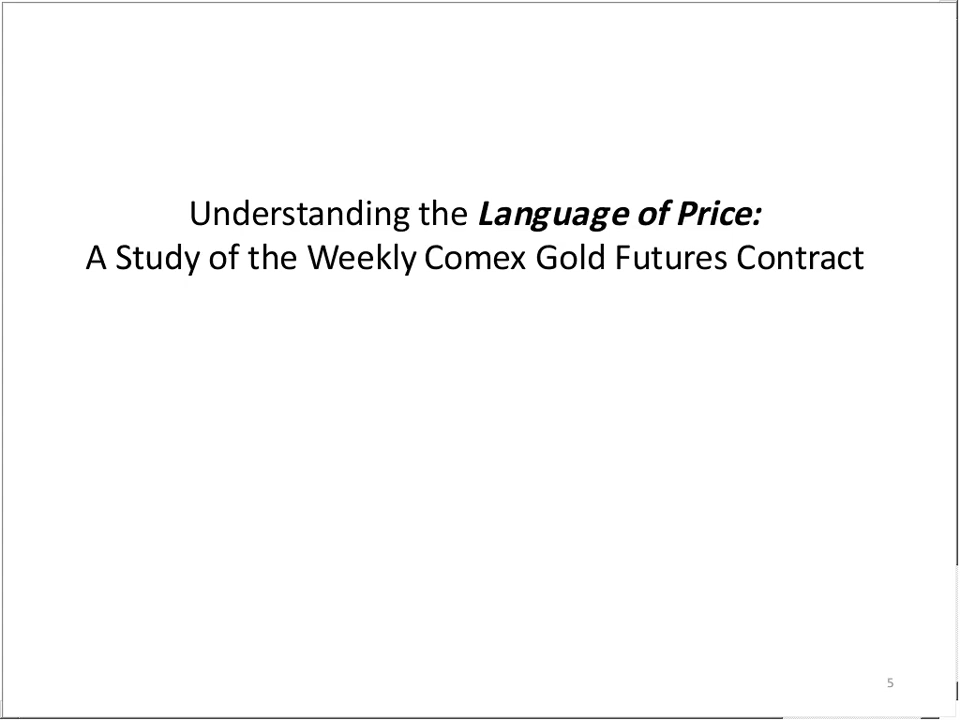 Understanding the Language of Price:
A Study of the Weekly Comex Gold Futures Contract
5